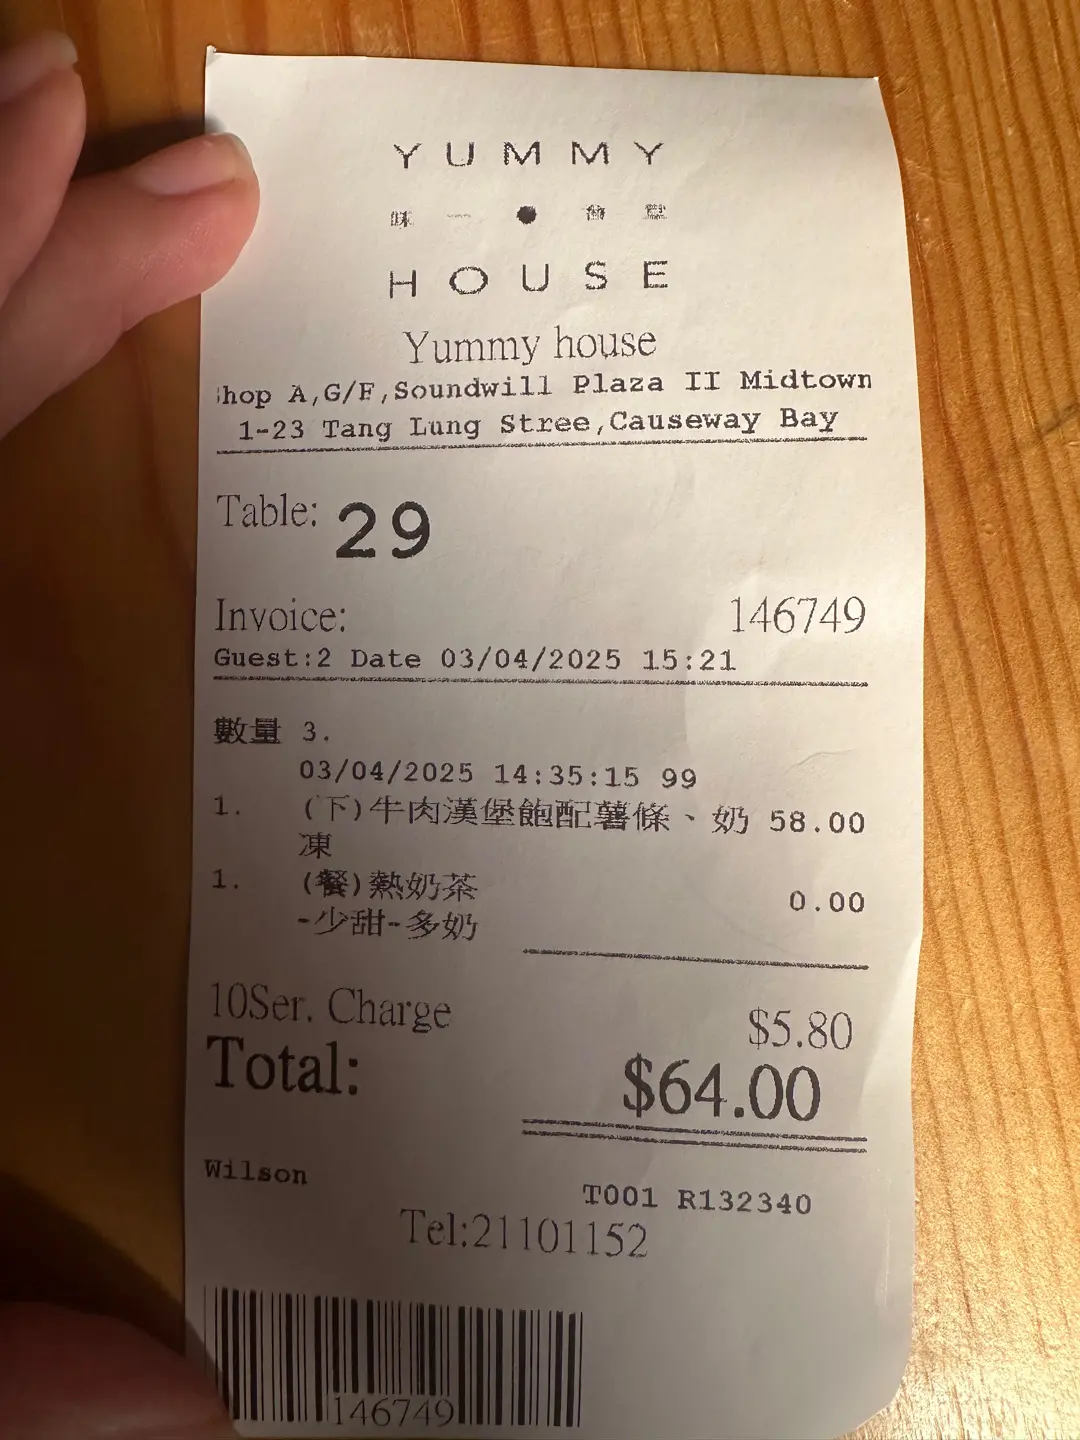 YUMMY
味一●
HOUSE
Yummy house
hop A,G/F,Soundwill Plaza II Midtown
1-23 Tang Lung Stree,Causeway Bay
Table: 29
Invoice: 146749
Guest:2 Date 03/04/2025 15:21
數量 3.
03/04/2025 14:35:15 99
1. (下)牛肉漢堡飽配薯條、奶 58.00
凍
1. (餐)熱奶茶 0.00
-少甜-多奶
10Ser. Charge $5.80
Total: $64.00
Wilson
T001 R132340
Tel:21101152
146749